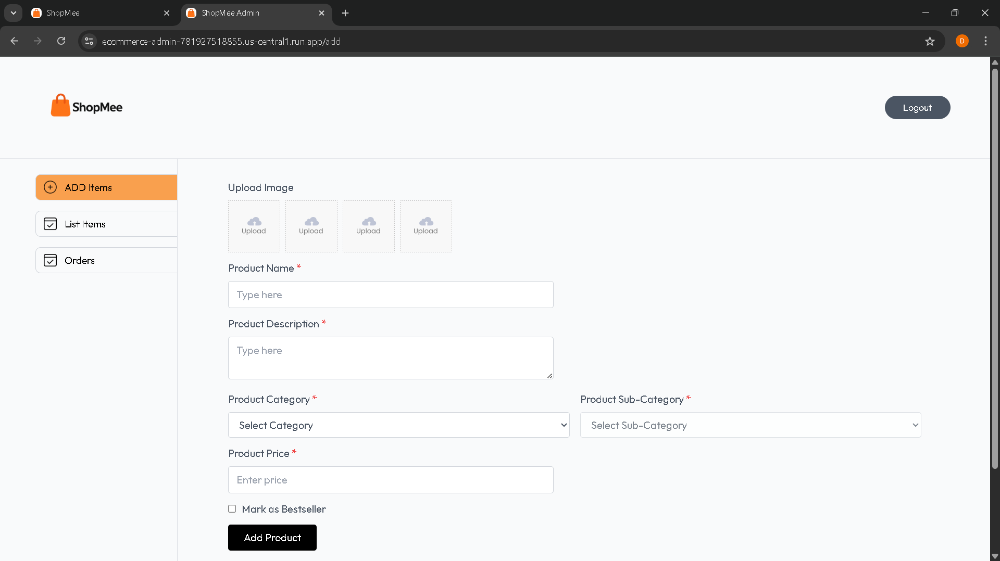 ShopMee
ShopMee Admin
ecommerce-admin-781927518855.us-central1.run.app/add
D
ShopMee
Logout
ADD Items
List Items
Orders
Upload Image
Upload Upload Upload Upload
Product Name *
Type here
Product Description *
Type here
Product Category * Product Sub-Category *
Select Category Select Sub-Category
Product Price *
Enter price
Mark as Bestseller
Add Product